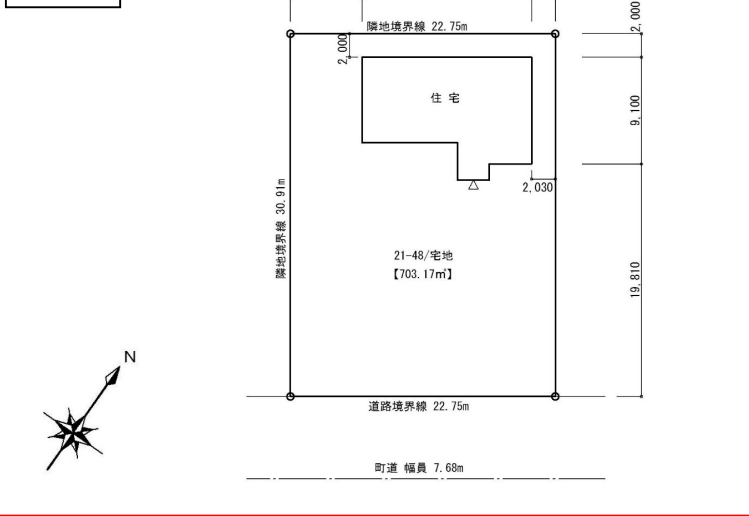 隣地境界線 22.75m
2,000
2,000
住 宅
9,100
2,030
隣地境界線 30.91m
21-48/宅地
【703.17㎡】
19,810
N
道路境界線 22.75m
町道 幅員 7.68m